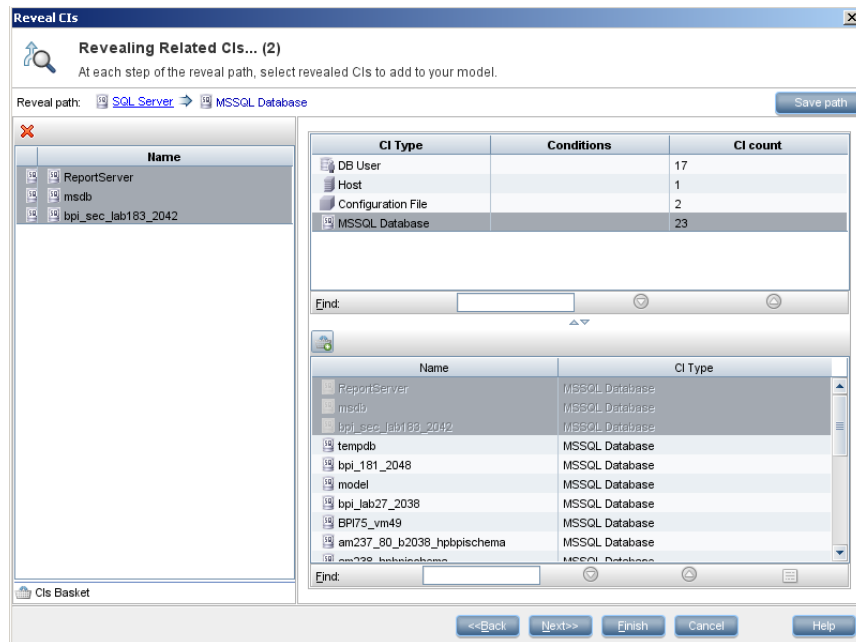 Reveal CIs
Revealing Related CIs... (2)
At each step of the reveal path, select revealed CIs to add to your model.
Reveal path: SQL Server MSSQL Database Save path
Name
ReportServer
msdb
bpi_sec_lab183_2042
CIs Basket
CI Type Conditions CI count
DB User 17
Host 1
Configuration File 2
MSSQL Database 23
Find:
Name CI Type
ReportServer MSSQL Database
msdb MSSQL Database
bpi_sec_lab183_2042 MSSQL Database
tempdb MSSQL Database
bpi_181_2048 MSSQL Database
model MSSQL Database
bpi_lab27_2038 MSSQL Database
BPI75_vm49 MSSQL Database
am237_80_b2038_hpbpischema MSSQL Database
am238_hpbpischema MSSQL Database
Find:
<<Back Next>> Finish Cancel Help